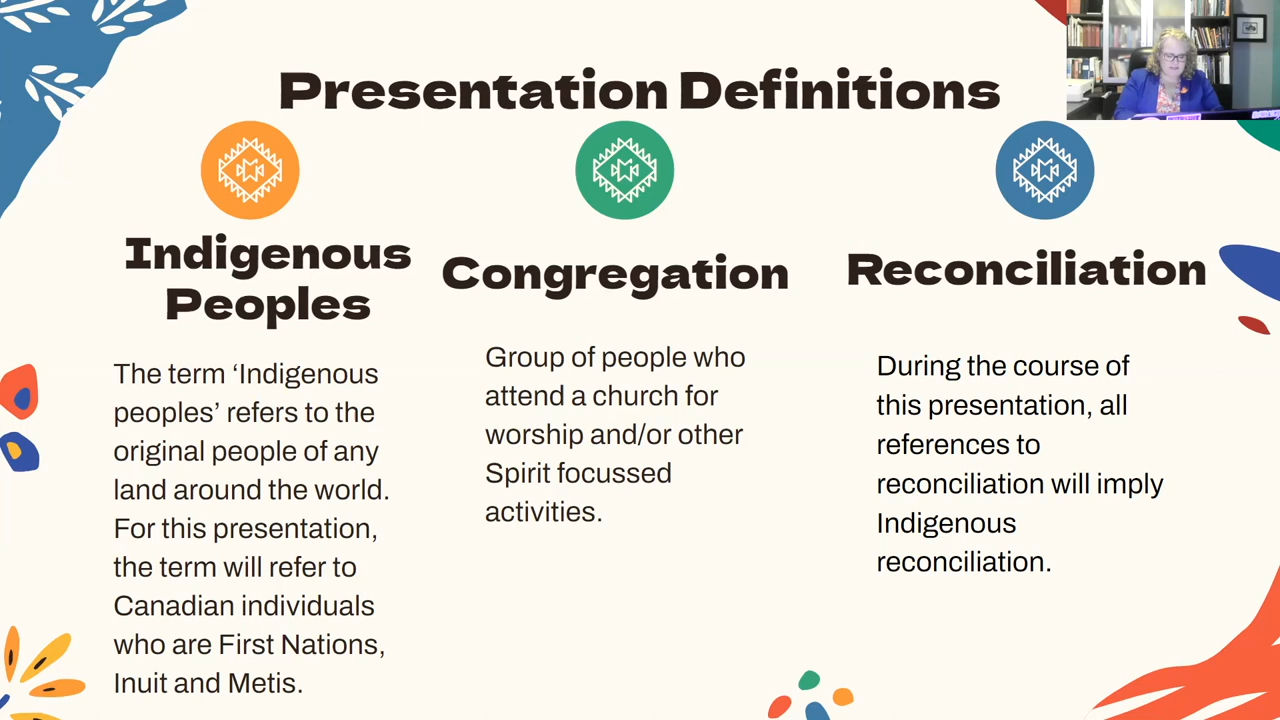 Presentation Definitions
Indigenous
Peoples
The term ‘Indigenous
peoples’ refers to the
original people of any
land around the world.
For this presentation,
the term will refer to
Canadian individuals
who are First Nations,
Inuit and Metis.
Congregation
Group of people who
attend a church for
worship and/or other
Spirit focussed
activities.
Reconciliation
During the course of
this presentation, all
references to
reconciliation will imply
Indigenous
reconciliation.